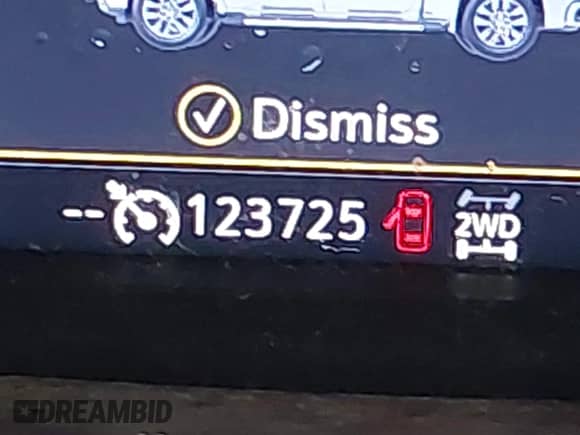 Dismiss
-- 123725 2WD
DREAMBID